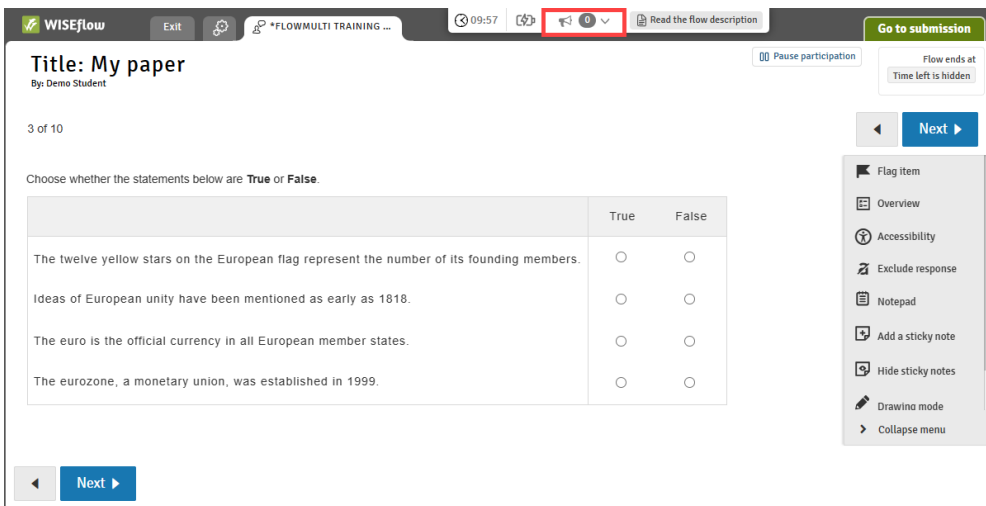 WISEflow
Exit
*FLOWMULTI TRAINING ...
09:57
0
Read the flow description
Go to submission
Title: My paper
By: Demo Student
Pause participation
Flow ends at
Time left is hidden
3 of 10
Next
Flag item
Overview
Accessibility
Exclude response
Notepad
Add a sticky note
Hide sticky notes
Drawing mode
Collapse menu
Choose whether the statements below are True or False.
True False
The twelve yellow stars on the European flag represent the number of its founding members.
Ideas of European unity have been mentioned as early as 1818.
The euro is the official currency in all European member states.
The eurozone, a monetary union, was established in 1999.
Next